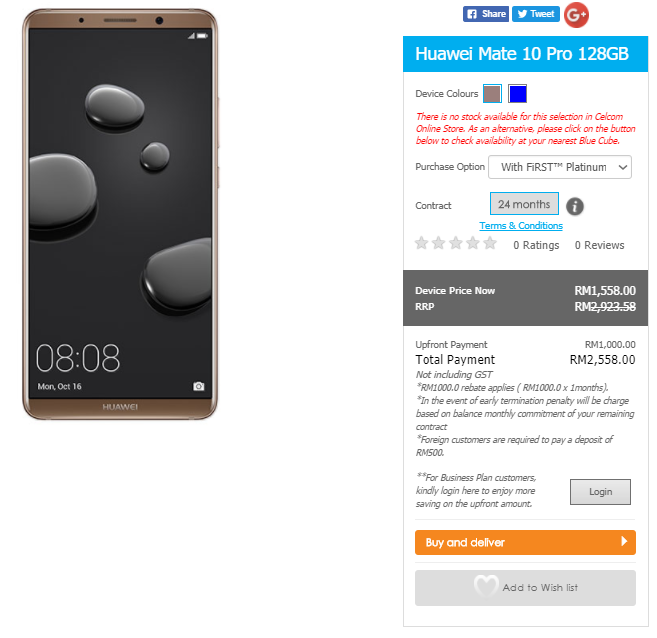 Share
Tweet
G+
Huawei Mate 10 Pro 128GB
Device Colours
There is no stock available for this selection in Celcom
Online Store. As an alternative, please click on the button
below to check availability at your nearest Blue Cube.
Purchase Option With FiRST™ Platinum
Contract 24 months i
Terms & Conditions
0 Ratings 0 Reviews
Device Price Now RM1,558.00
RRP RM2,923.58
Upfront Payment RM1,000.00
Total Payment RM2,558.00
Not including GST
*RM1000.0 rebate applies ( RM1000.0 x 1months).
*In the event of early termination penalty will be charge
based on balance monthly commitment of your remaining
contract
*Foreign customers are required to pay a deposit of
RM500.
**For Business Plan customers,
kindly login here to enjoy more
saving on the upfront amount.
Login
Buy and deliver
Add to Wish list
08:08
Mon, Oct 16
HUAWEI